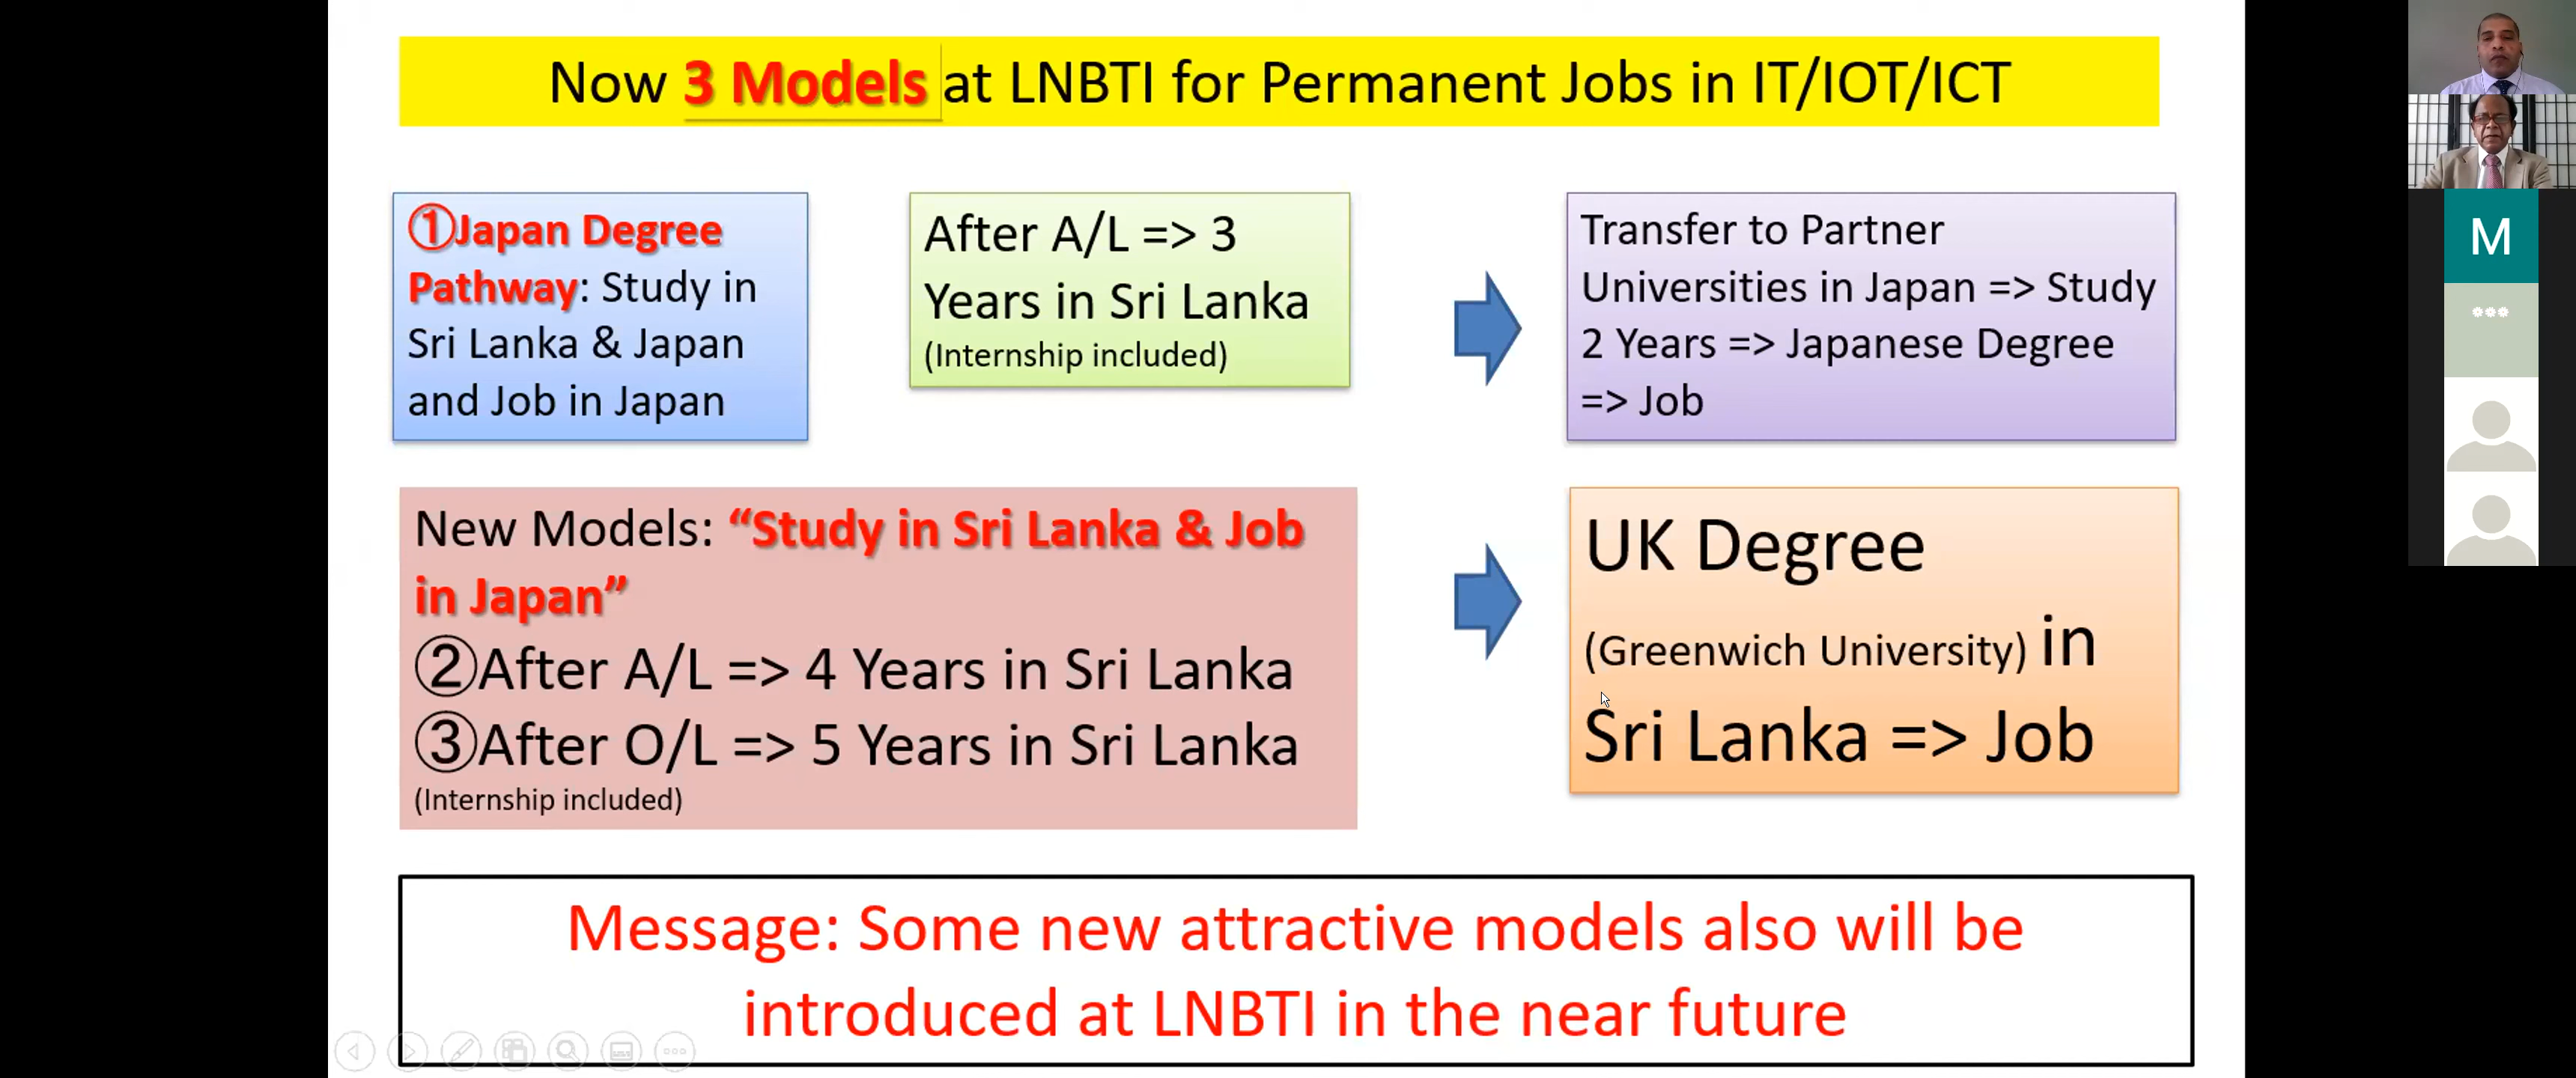 Now 3 Models at LNBTI for Permanent Jobs in IT/IOT/ICT
①Japan Degree
Pathway: Study in
Sri Lanka & Japan
and Job in Japan
After A/L => 3
Years in Sri Lanka
(Internship included)
Transfer to Partner
Universities in Japan => Study
2 Years => Japanese Degree
=> Job
New Models: “Study in Sri Lanka & Job
in Japan”
②After A/L => 4 Years in Sri Lanka
③After O/L => 5 Years in Sri Lanka
(Internship included)
UK Degree
(Greenwich University) in
Sri Lanka => Job
Message: Some new attractive models also will be
introduced at LNBTI in the near future
M